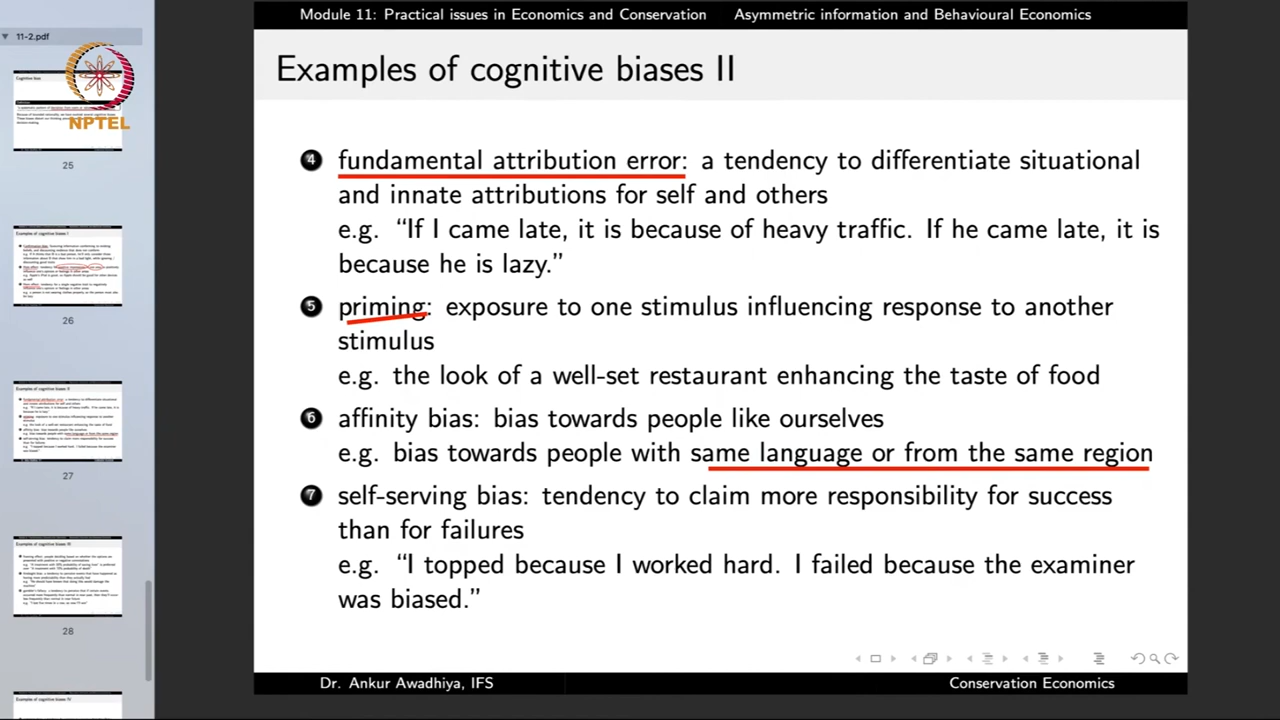 Module 11: Practical issues in Economics and Conservation Asymmetric information and Behavioural Economics
11-2.pdf
NPTEL
25
26
27
28
Examples of cognitive biases II
4 fundamental attribution error: a tendency to differentiate situational
and innate attributions for self and others
e.g. “If I came late, it is because of heavy traffic. If he came late, it is
because he is lazy.”
5 priming: exposure to one stimulus influencing response to another
stimulus
e.g. the look of a well-set restaurant enhancing the taste of food
6 affinity bias: bias towards people like ourselves
e.g. bias towards people with same language or from the same region
7 self-serving bias: tendency to claim more responsibility for success
than for failures
e.g. “I topped because I worked hard. I failed because the examiner
was biased.”
Dr. Ankur Awadhiya, IFS Conservation Economics